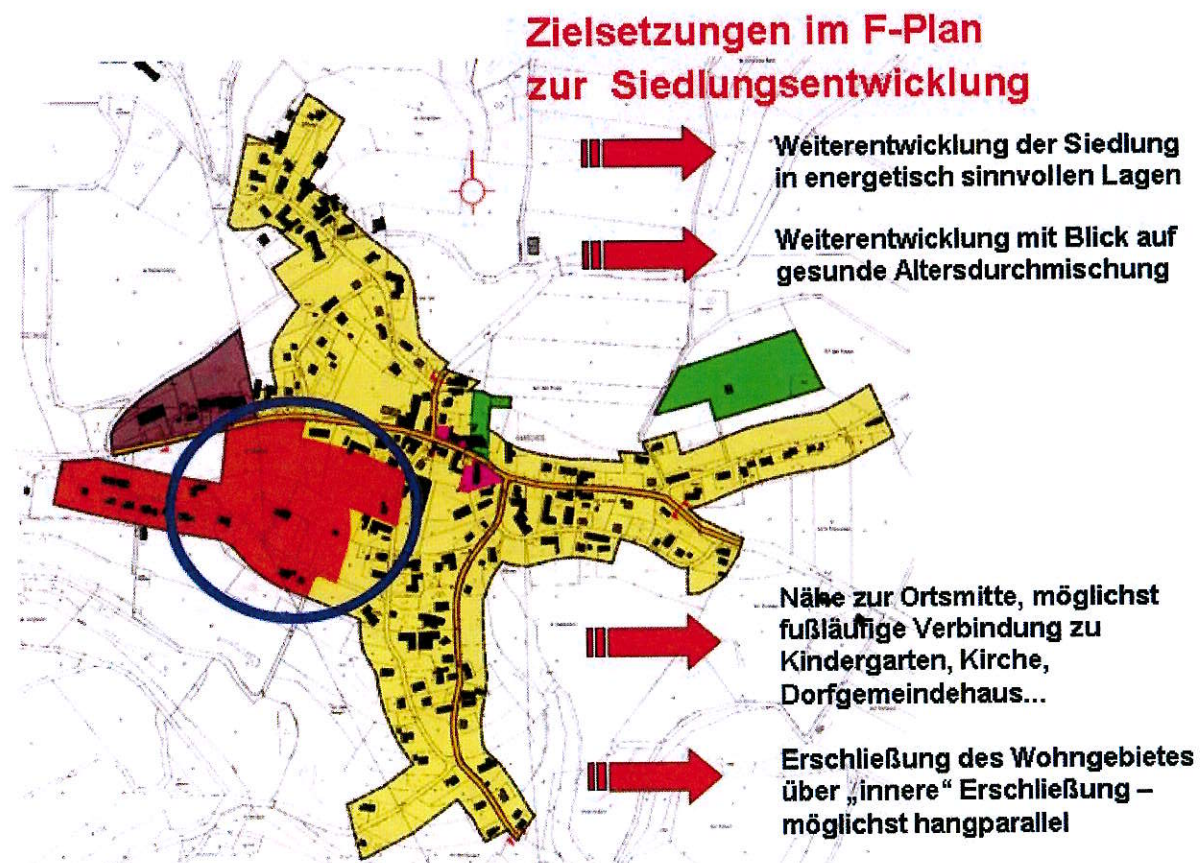 Zielsetzungen im F-Plan
zur Siedlungsentwicklung
Weiterentwicklung der Siedlung
in energetisch sinnvollen Lagen
Weiterentwicklung mit Blick auf
gesunde Altersdurchmischung
Nähe zur Ortsmitte, möglichst
fußläufige Verbindung zu
Kindergarten, Kirche,
Dorfgemeindehaus...
Erschließung des Wohngebietes
über „innere“ Erschließung –
möglichst hangparallel